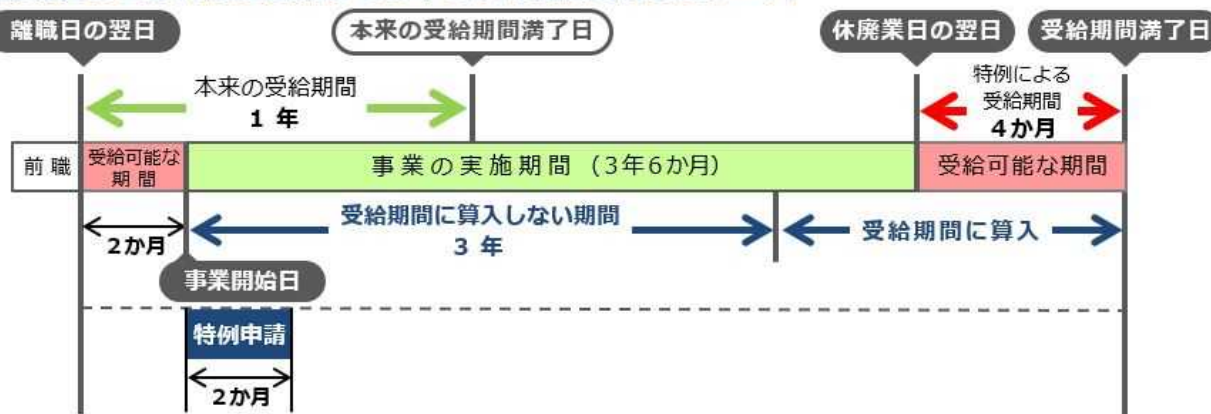 離職日の翌日
本来の受給期間満了日
休廃業日の翌日
受給期間満了日
本来の受給期間
1 年
特例による
受給期間
4か月
前職
受給可能な
期間
事業の実施期間（3年6か月）
受給可能な期間
2か月
受給期間に算入しない期間
3 年
受給期間に算入
事業開始日
特例申請
2か月